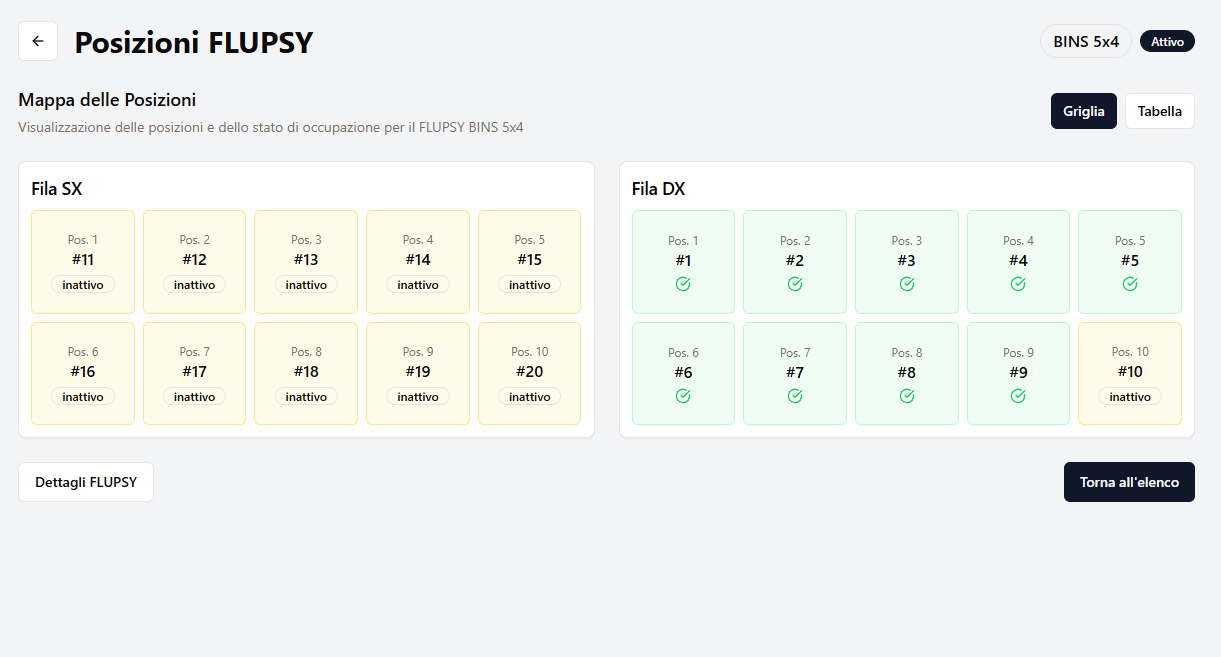 Posizioni FLUPSY
BINS 5x4
Attivo
Mappa delle Posizioni
Visualizzazione delle posizioni e dello stato di occupazione per il FLUPSY BINS 5x4
Griglia
Tabella
Fila SX
Pos. 1
#11
inattivo
Pos. 2
#12
inattivo
Pos. 3
#13
inattivo
Pos. 4
#14
inattivo
Pos. 5
#15
inattivo
Pos. 6
#16
inattivo
Pos. 7
#17
inattivo
Pos. 8
#18
inattivo
Pos. 9
#19
inattivo
Pos. 10
#20
inattivo
Fila DX
Pos. 1
#1
Pos. 2
#2
Pos. 3
#3
Pos. 4
#4
Pos. 5
#5
Pos. 6
#6
Pos. 7
#7
Pos. 8
#8
Pos. 9
#9
Pos. 10
#10
inattivo
Dettagli FLUPSY
Torna all'elenco